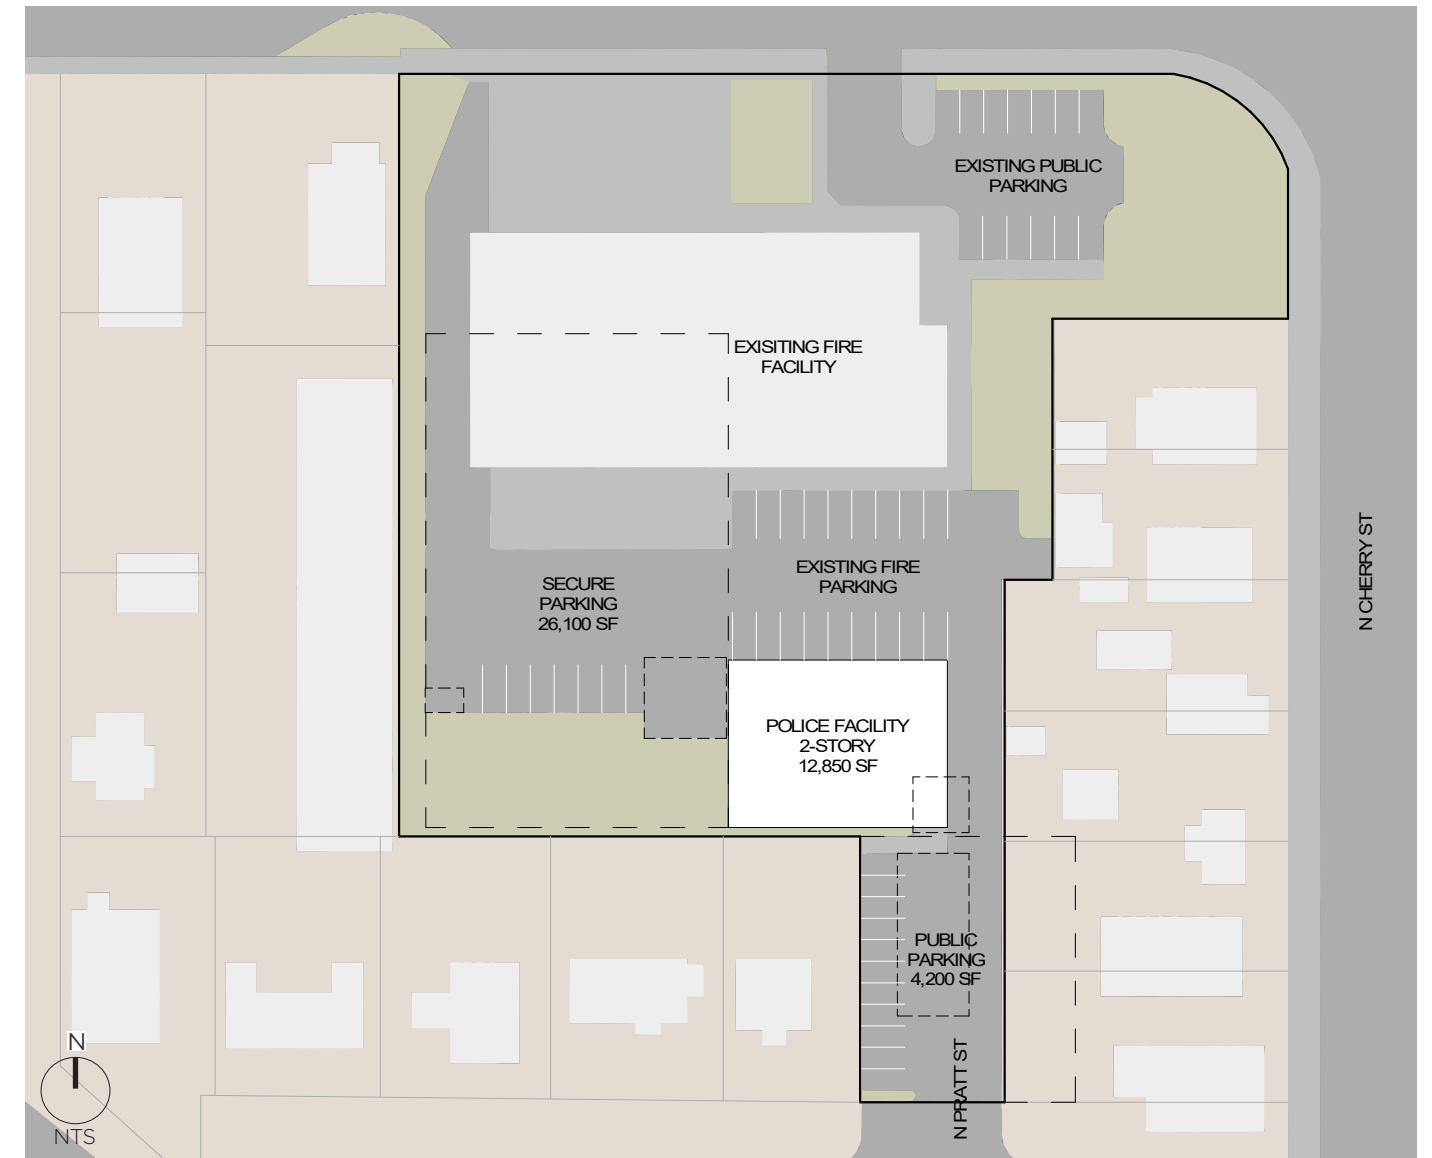 EXISTING PUBLIC
PARKING
EXISITING FIRE
FACILITY
N CHERRY ST
EXISTING FIRE
PARKING
SECURE
PARKING
26,100 SF
POLICE FACILITY
2-STORY
12,850 SF
PUBLIC
PARKING
4,200 SF
N PRATT ST
N
NTS